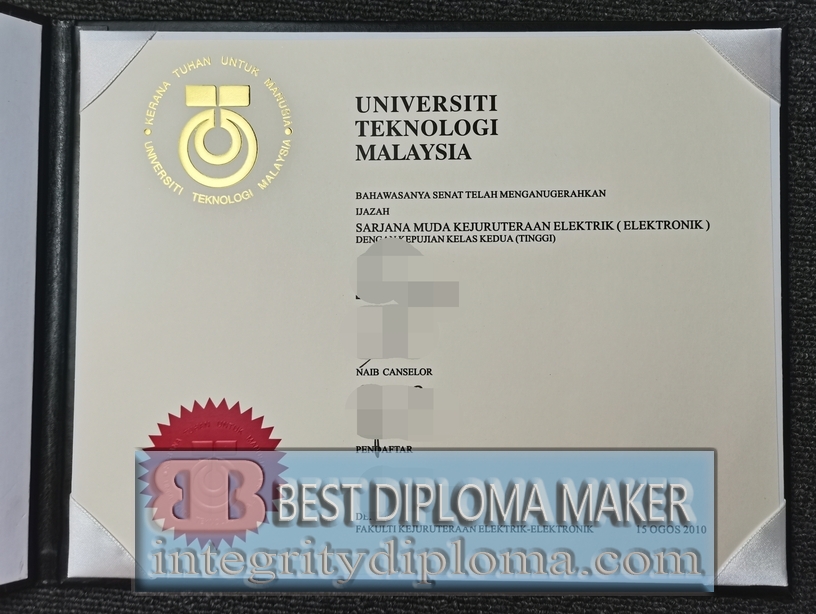 KERANA TUHAN UNTUK MANUSIA
UNIVERSITI TEKNOLOGI MALAYSIA
UNIVERSITI
TEKNOLOGI
MALAYSIA
BAHAWASANYA SENAT TELAH MENGANUGERAHKAN
IJAZAH
SARJANA MUDA KEJURUTERAAN ELEKTRIK ( ELEKTRONIK )
DENGAN KEPUJIAN KELAS KEDUA (TINGGI)
NAIB CANSELOR
PENDAFTAR
FAKULTI KEJURUTERAAN ELEKTRIK-ELEKTRONIK 15 OGOS 2010
BB BEST DIPLOMA MAKER
integritydiploma.com